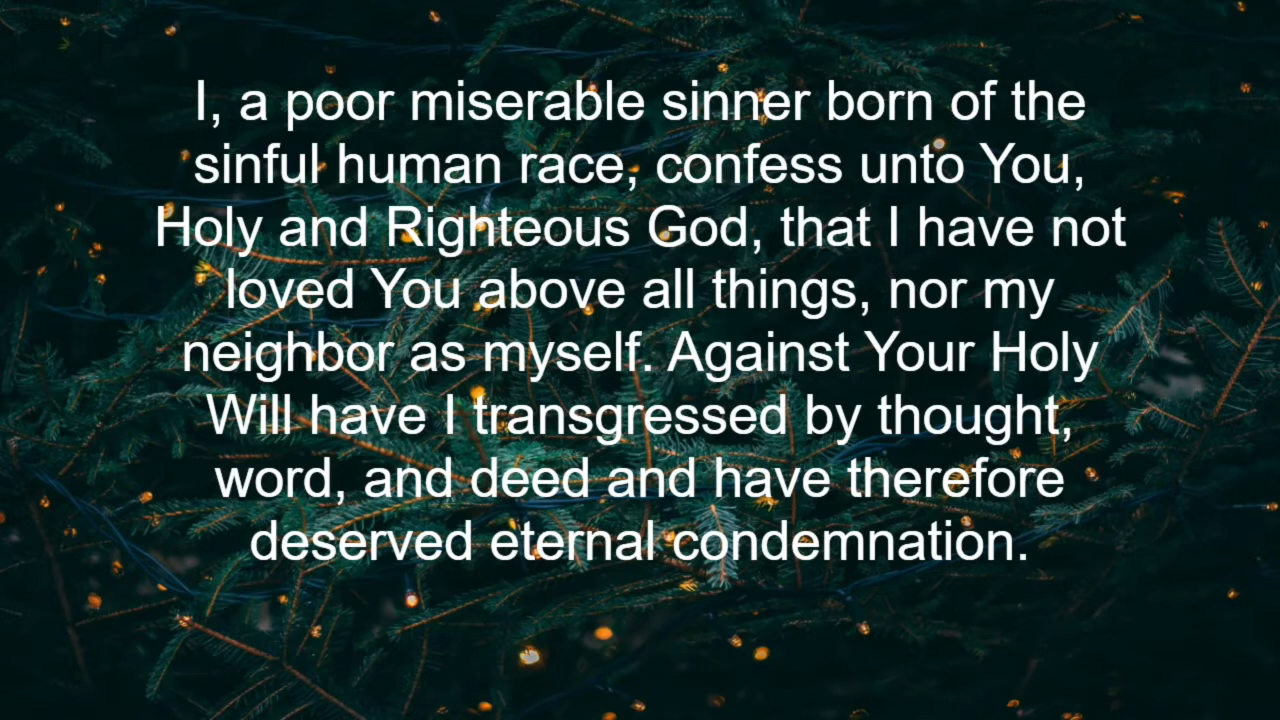 I, a poor miserable sinner born of the
sinful human race, confess unto You,
Holy and Righteous God, that I have not
loved You above all things, nor my
neighbor as myself. Against Your Holy
Will have I transgressed by thought,
word, and deed and have therefore
deserved eternal condemnation.